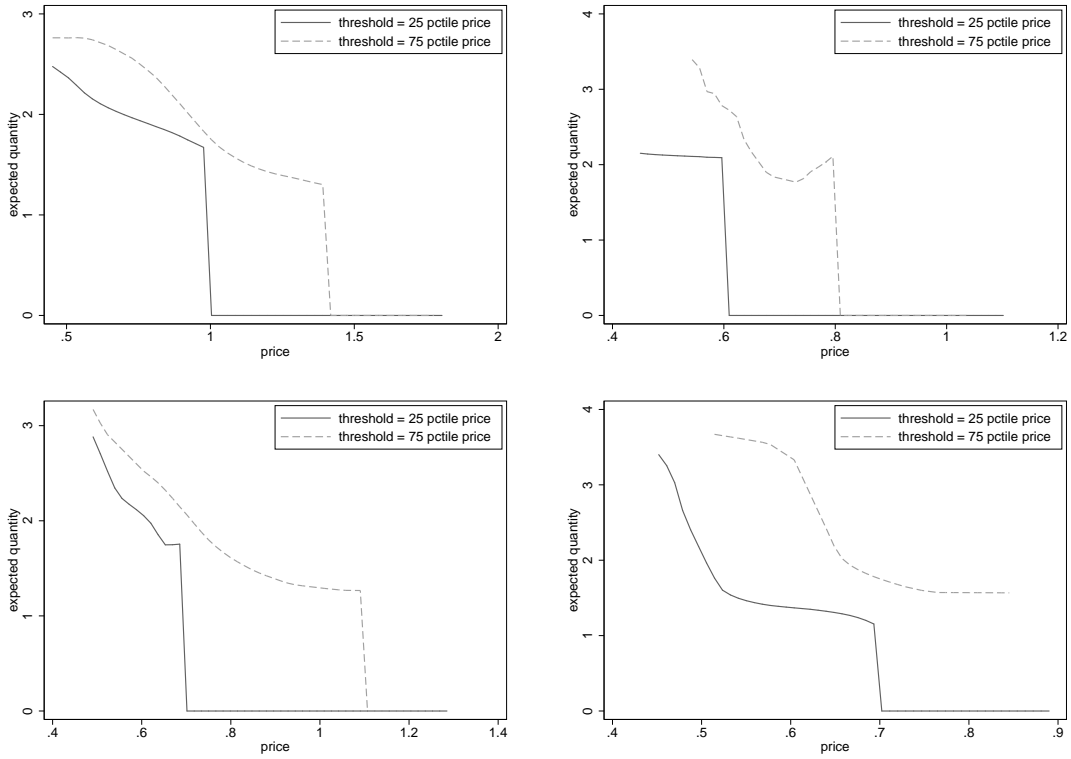 threshold = 25 pctile price
threshold = 75 pctile price
expected quantity
3
2
1
0
.5
1
1.5
2
price
threshold = 25 pctile price
threshold = 75 pctile price
expected quantity
4
3
2
1
0
.4
.6
.8
1
1.2
price
threshold = 25 pctile price
threshold = 75 pctile price
expected quantity
3
2
1
0
.4
.6
.8
1
1.2
1.4
price
threshold = 25 pctile price
threshold = 75 pctile price
expected quantity
4
3
2
1
0
.4
.5
.6
.7
.8
.9
price